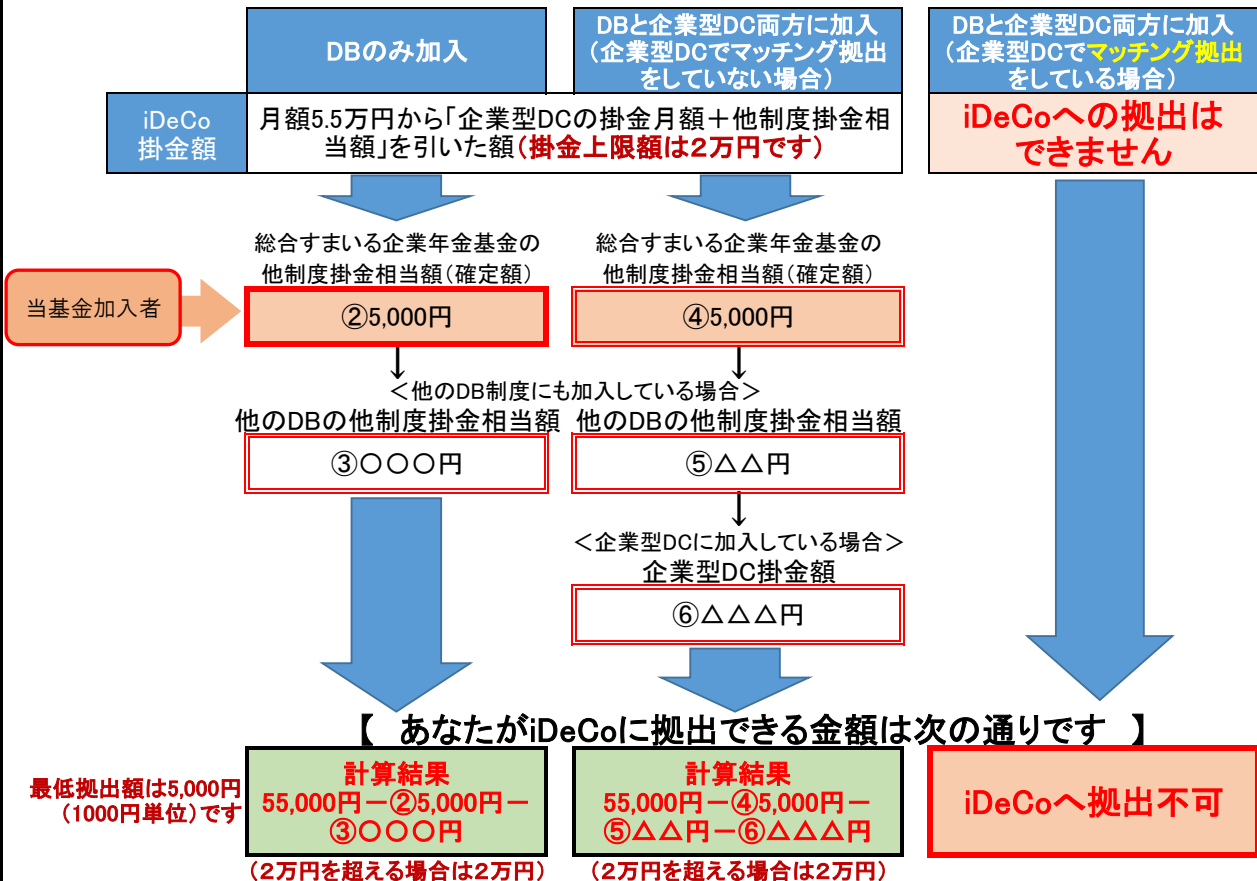 DBのみ加入
DBと企業型DC両方に加入
(企業型DCでマッチング拠出
をしていない場合)
DBと企業型DC両方に加入
(企業型DCでマッチング拠出
をしている場合)
iDeCo
掛金額
月額5.5万円から「企業型DCの掛金月額+他制度掛金相
当額」を引いた額(掛金上限額は2万円です)
iDeCoへの拠出は
できません
総合すまいる企業年金基金の
他制度掛金相当額(確定額)
総合すまいる企業年金基金の
他制度掛金相当額(確定額)
当基金加入者
②5,000円
④5,000円
↓
↓
<他のDB制度にも加入している場合>
他のDBの他制度掛金相当額
他のDBの他制度掛金相当額
③〇〇〇円
⑤△△円
↓
<企業型DCに加入している場合>
企業型DC掛金額
⑥△△△円
【 あなたがiDeCoに拠出できる金額は次の通りです 】
最低拠出額は5,000円
(1000円単位)です
計算結果
55,000円-②5,000円-
③〇〇〇円
計算結果
55,000円-④5,000円-
⑤△△円-⑥△△△円
iDeCoへ拠出不可
(2万円を超える場合は2万円)
(2万円を超える場合は2万円)